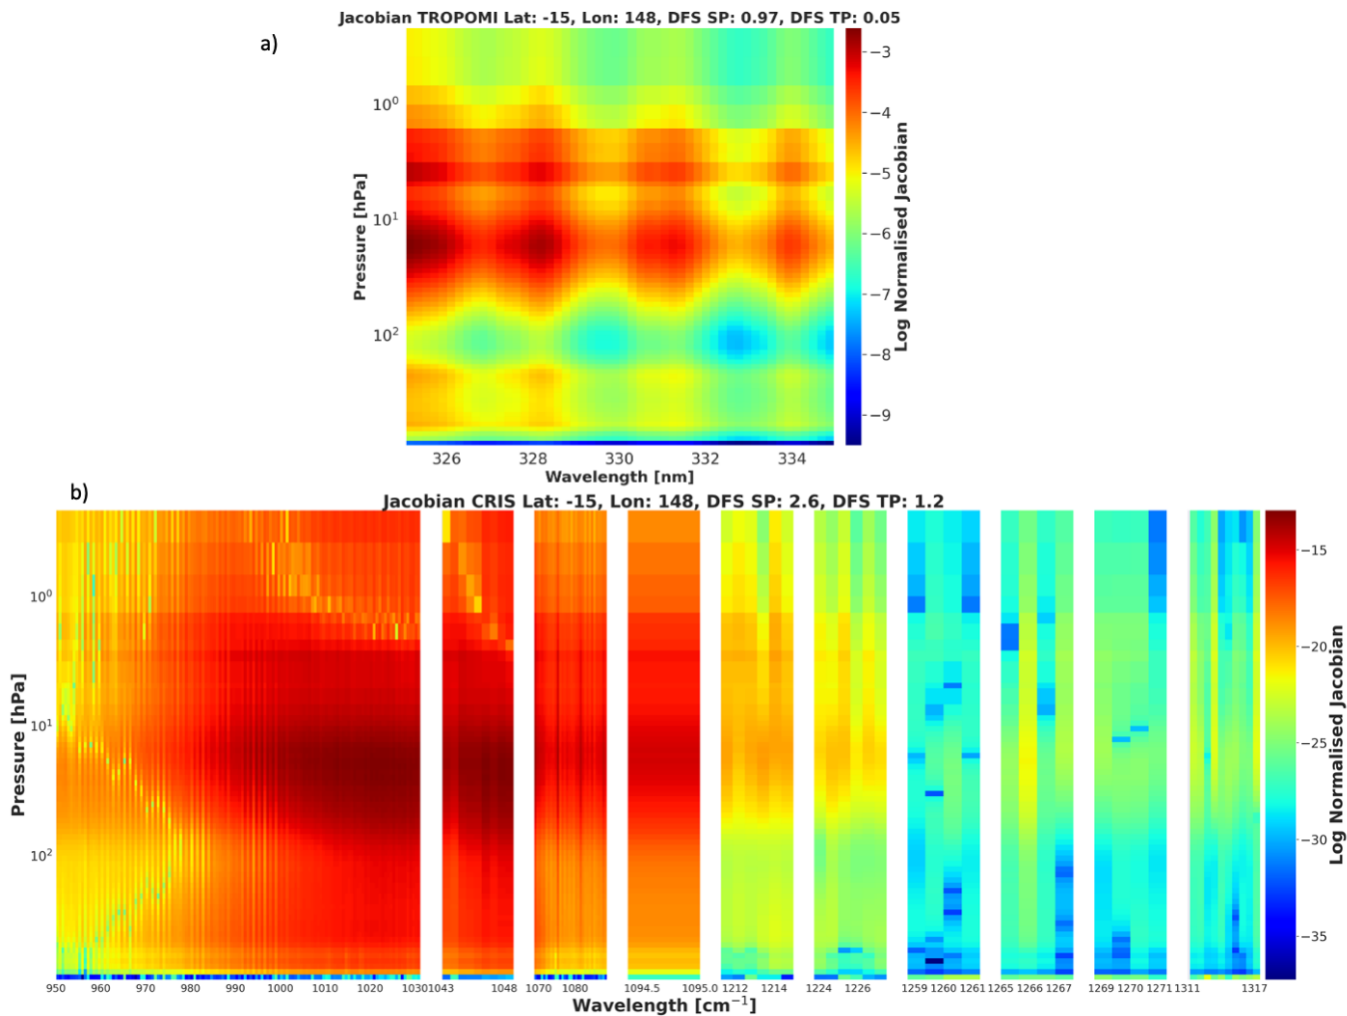 Jacobian TROPOMI Lat: -15, Lon: 148, DFS SP: 0.97, DFS TP: 0.05
a)
−3
−4
−5
−6
−7
−8
−9
Log Normalised Jacobian
10⁰
10¹
10²
Pressure [hPa]
326 328 330 332 334
Wavelength [nm]
b)
Jacobian CRIS Lat: -15, Lon: 148, DFS SP: 2.6, DFS TP: 1.2
10⁰
10¹
10²
Pressure [hPa]
−15
−20
−25
−30
−35
Log Normalised Jacobian
950 960 970 980 990 1000 1010 1020 1030 1043 1048 1070 1080 1094.5 1095.0 1212 1214 1224 1226 1259 1260 1261 1265 1266 1267 1269 1270 1271 1311 1317
Wavelength [cm⁻¹]